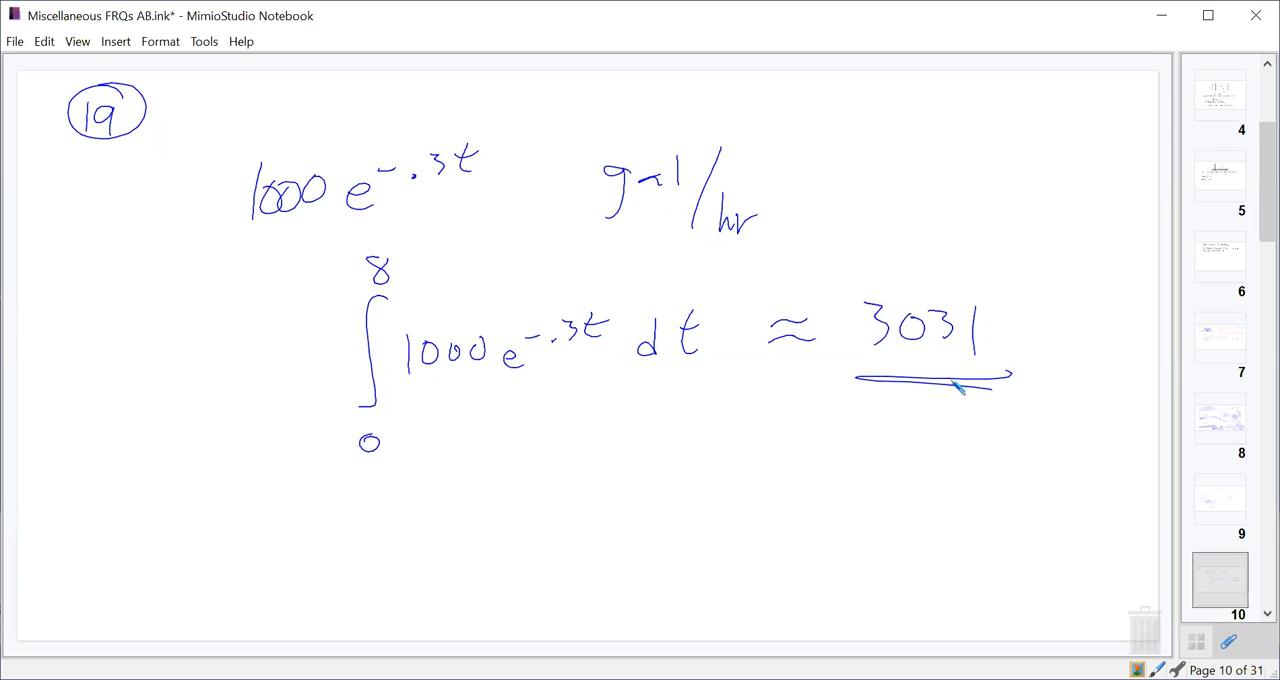 Miscellaneous FRQs AB.ink* - MimioStudio Notebook
File Edit View Insert Format Tools Help
19
1000 e^-.3t gal/hr
∫_0^8 1000 e^-.3t dt ≈ 3031
4
5
6
7
8
9
10
Page 10 of 31